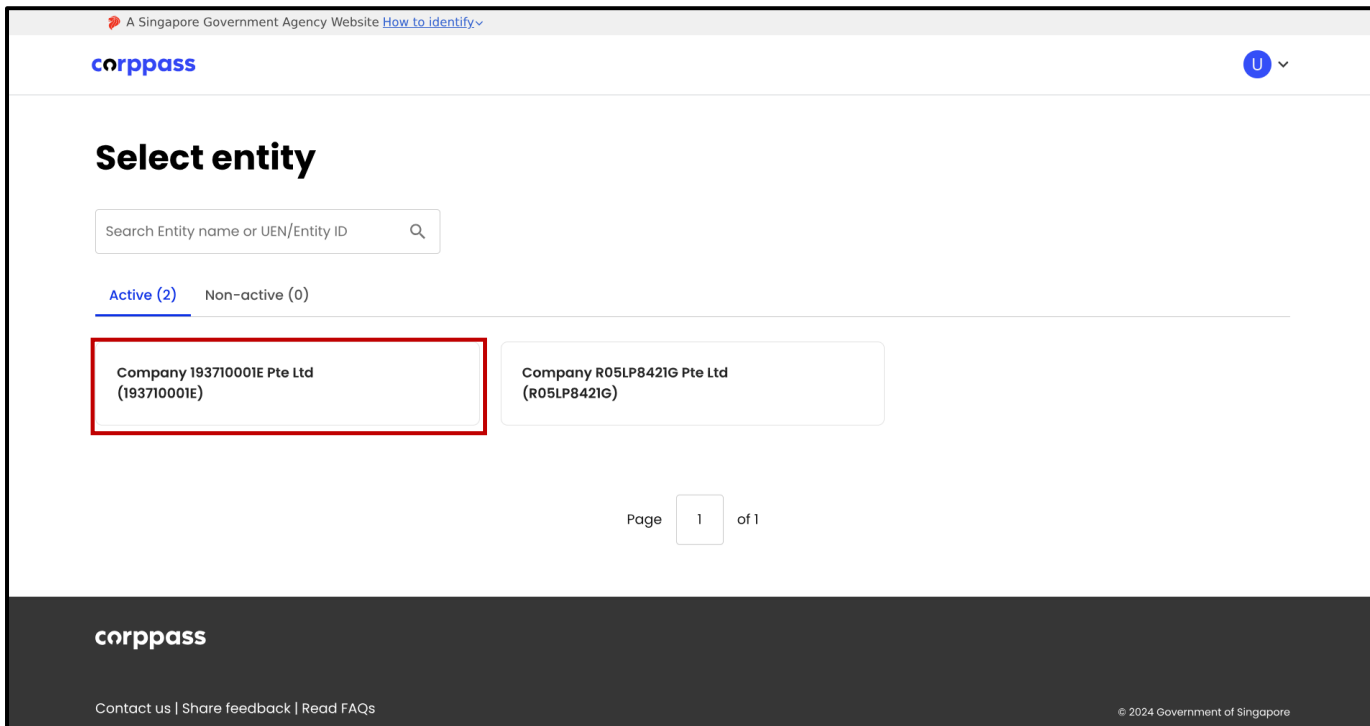 A Singapore Government Agency Website How to identify
corppass
U
Select entity
Search Entity name or UEN/Entity ID
Active (2) Non-active (0)
Company 193710001E Pte Ltd
(193710001E)
Company R05LP8421G Pte Ltd
(R05LP8421G)
Page 1 of 1
corppass
Contact us | Share feedback | Read FAQs
© 2024 Government of Singapore